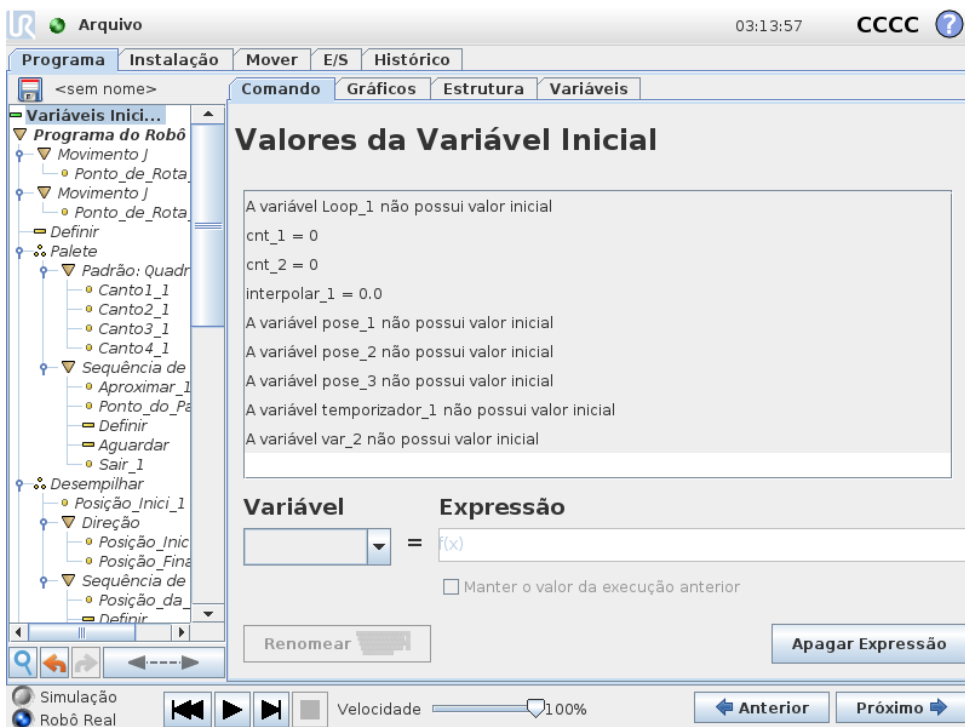 UR Arquivo 03:13:57 CCCC ?
Programa Instalação Mover E/S Histórico
<sem nome>
Comando Gráficos Estrutura Variáveis
Variáveis Inici...
Programa do Robô
Movimento J
Ponto_de_Rota_
Movimento J
Ponto_de_Rota_
Definir
Palete
Padrão: Quadr
Canto1_1
Canto2_1
Canto3_1
Canto4_1
Sequência de
Aproximar_1
Ponto_do_Pa
Definir
Aguardar
Sair_1
Desempilhar
Posição_Inici_1
Direção
Posição_Inic
Posição_Fina
Sequência de
Posição_da_
Definir
Valores da Variável Inicial
A variável Loop_1 não possui valor inicial
cnt_1 = 0
cnt_2 = 0
interpolar_1 = 0.0
A variável pose_1 não possui valor inicial
A variável pose_2 não possui valor inicial
A variável pose_3 não possui valor inicial
A variável temporizador_1 não possui valor inicial
A variável var_2 não possui valor inicial
Variável Expressão
= f(x)
Manter o valor da execução anterior
Renomear Apagar Expressão
Simulação
Robô Real
Velocidade 100% Anterior Próximo